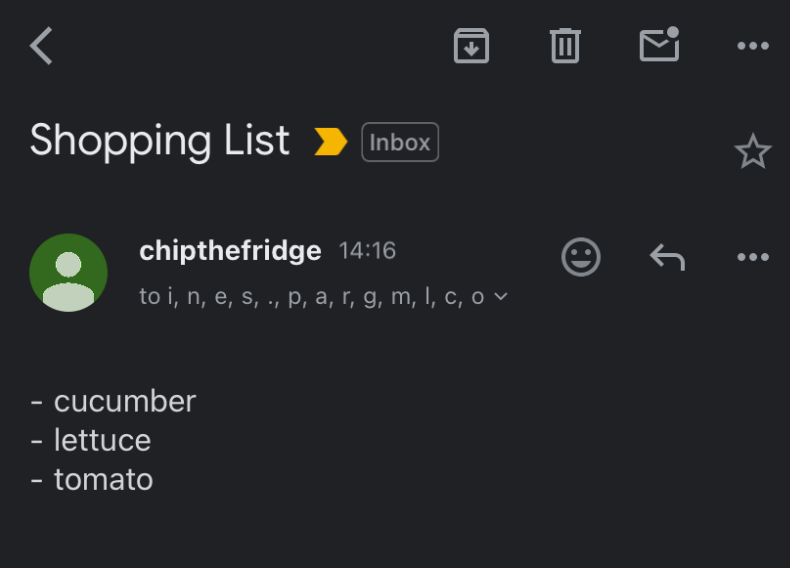 Shopping List Inbox
chipthefridge 14:16
to i, n, e, s, ., p, a, r, g, m, l, c, o
- cucumber
- lettuce
- tomato